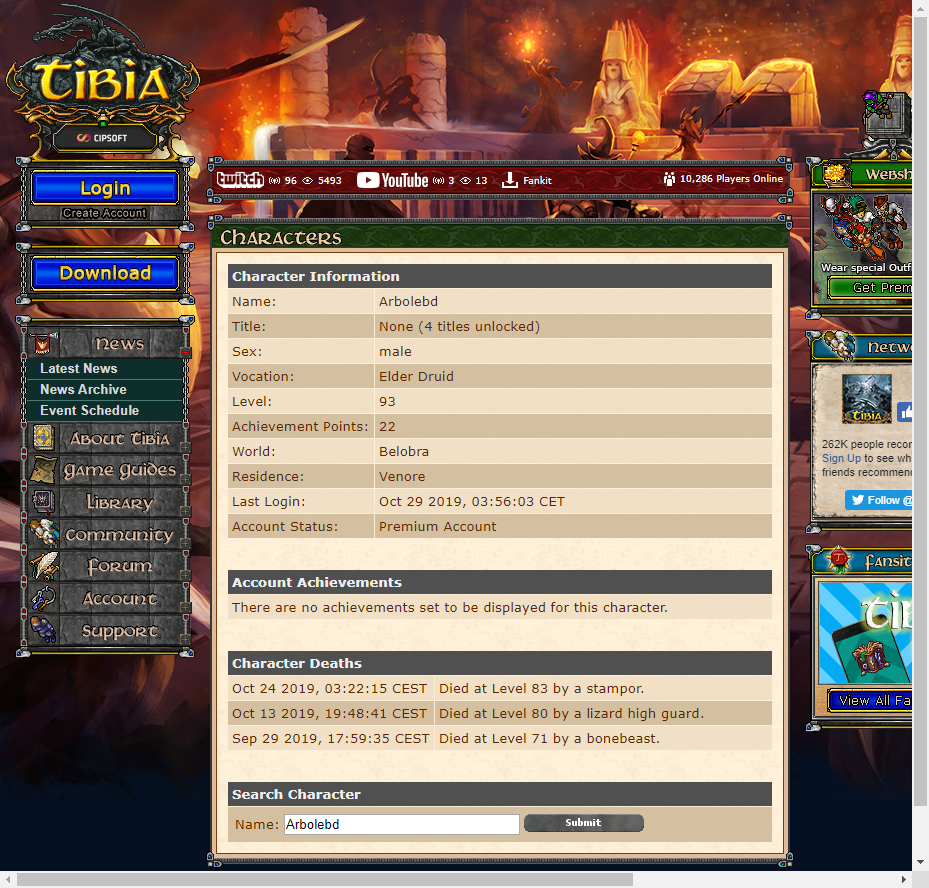 TIBIA
CIPSOFT
Login
Create Account
Download
News
Latest News
News Archive
Event Schedule
About Tibia
Game Guides
Library
Community
Forum
Account
Support
twitch 96 5493 YouTube 3 13 Fankit 10,286 Players Online
Characters
Character Information
Name: Arbolebd
Title: None (4 titles unlocked)
Sex: male
Vocation: Elder Druid
Level: 93
Achievement Points: 22
World: Belobra
Residence: Venore
Last Login: Oct 29 2019, 03:56:03 CET
Account Status: Premium Account
Account Achievements
There are no achievements set to be displayed for this character.
Character Deaths
Oct 24 2019, 03:22:15 CEST Died at Level 83 by a stampor.
Oct 13 2019, 19:48:41 CEST Died at Level 80 by a lizard high guard.
Sep 29 2019, 17:59:35 CEST Died at Level 71 by a bonebeast.
Search Character
Name: Arbolebd Submit
Websh
Wear special Outf
Get Prem
Netw
TIBIA
262K people recor
Sign Up to see wh
friends recommen
Follow @
Fansit
TIB
View All Fa